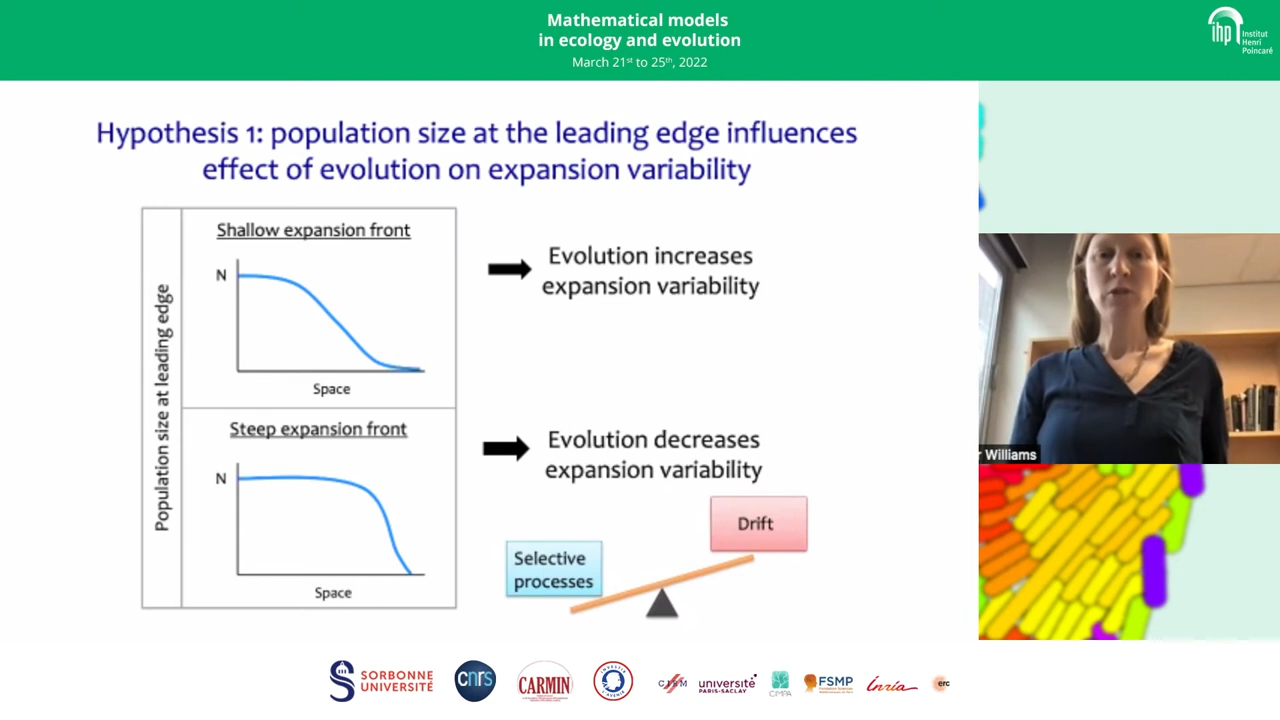 Mathematical models
in ecology and evolution
March 21st to 25th, 2022
ihp Institut
Henri
Poincaré
Hypothesis 1: population size at the leading edge influences
effect of evolution on expansion variability
Population size at leading edge
Shallow expansion front
N
Space
Evolution increases
expansion variability
Steep expansion front
N
Space
Evolution decreases
expansion variability
Drift
Selective
processes
r Williams
SORBONNE
UNIVERSITÉ
cnrs
CARMIN
université
PARIS-SACLAY
CIMPA
FSMP
Inria
erc